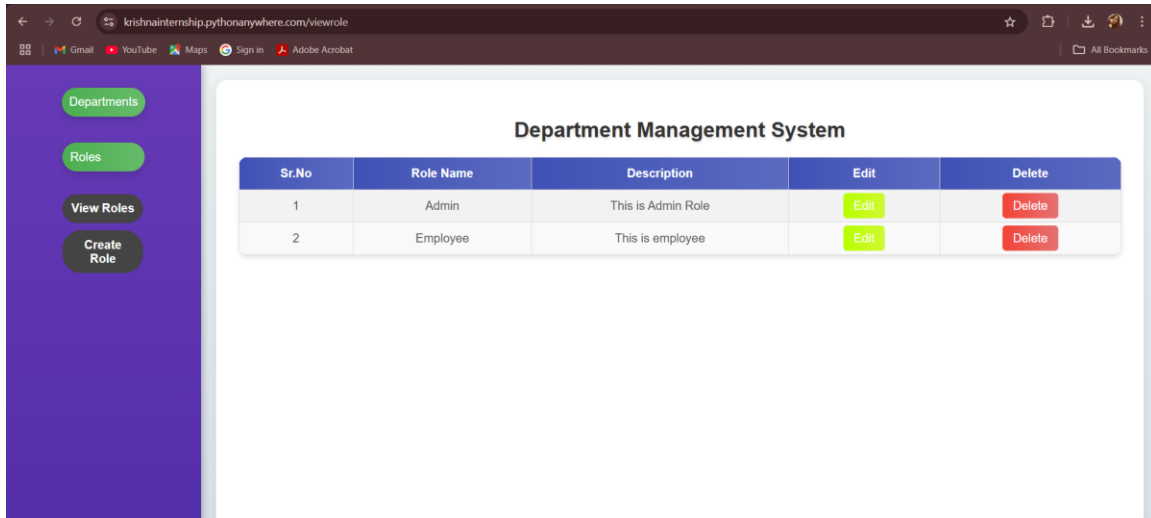 krishnainternship.pythonanywhere.com/viewrole
Gmail YouTube Maps Sign in Adobe Acrobat All Bookmarks
Departments
Roles
View Roles
Create
Role
Department Management System
Sr.No Role Name Description Edit Delete
1 Admin This is Admin Role Edit Delete
2 Employee This is employee Edit Delete